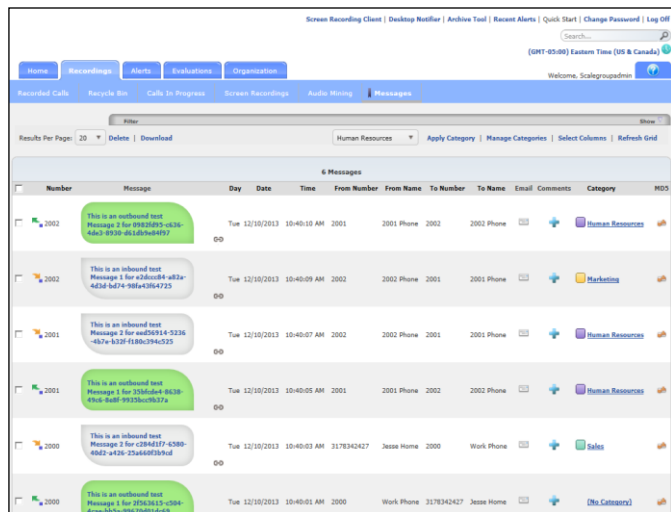 Screen Recording Client | Desktop Notifier | Archive Tool | Recent Alerts | Quick Start | Change Password | Log Off
Search...
(GMT-05:00) Eastern Time (US & Canada)
Home Recordings Alerts Evaluations Organization
Welcome, Scalegroupadmin
Recorded Calls Recycle Bin Calls In Progress Screen Recordings Audio Mining Messages
Filter Show
Results Per Page: 20 Delete | Download Human Resources Apply Category | Manage Categories | Select Columns | Refresh Grid
6 Messages
Number Message Day Date Time From Number From Name To Number To Name Email Comments Category MD5
This is an outbound test
2002 Message 2 for 0982fd95-c636- Tue 12/10/2013 10:40:10 AM 2001 2001 Phone 2002 2002 Phone Human Resources
4de3-8930-d61db5e84f97
This is an inbound test
2002 Message 1 for e2dccc84-a82a- Tue 12/10/2013 10:40:09 AM 2002 2002 Phone 2001 2001 Phone Marketing
4d3d-bd74-98fa43f64725
This is an inbound test
2001 Message 2 for eed56914-5236 Tue 12/10/2013 10:40:07 AM 2002 2002 Phone 2001 2001 Phone Human Resources
-4b7e-b32f-f180c394c525
This is an outbound test
2001 Message 1 for 35bfcde4-8638- Tue 12/10/2013 10:40:05 AM 2001 2001 Phone 2002 2002 Phone Human Resources
49c6-8e8f-9935bcc9b37a
This is an inbound test
2000 Message 2 for c284d1f7-6580- Tue 12/10/2013 10:40:03 AM 3178342427 Jesse Home 2000 Work Phone Sales
40d2-a426-25a660f3b9cd
This is an outbound test
2000 Message 1 for 2f563615-c504- Tue 12/10/2013 10:40:01 AM 2000 Work Phone 3178342427 Jesse Home (No Category)